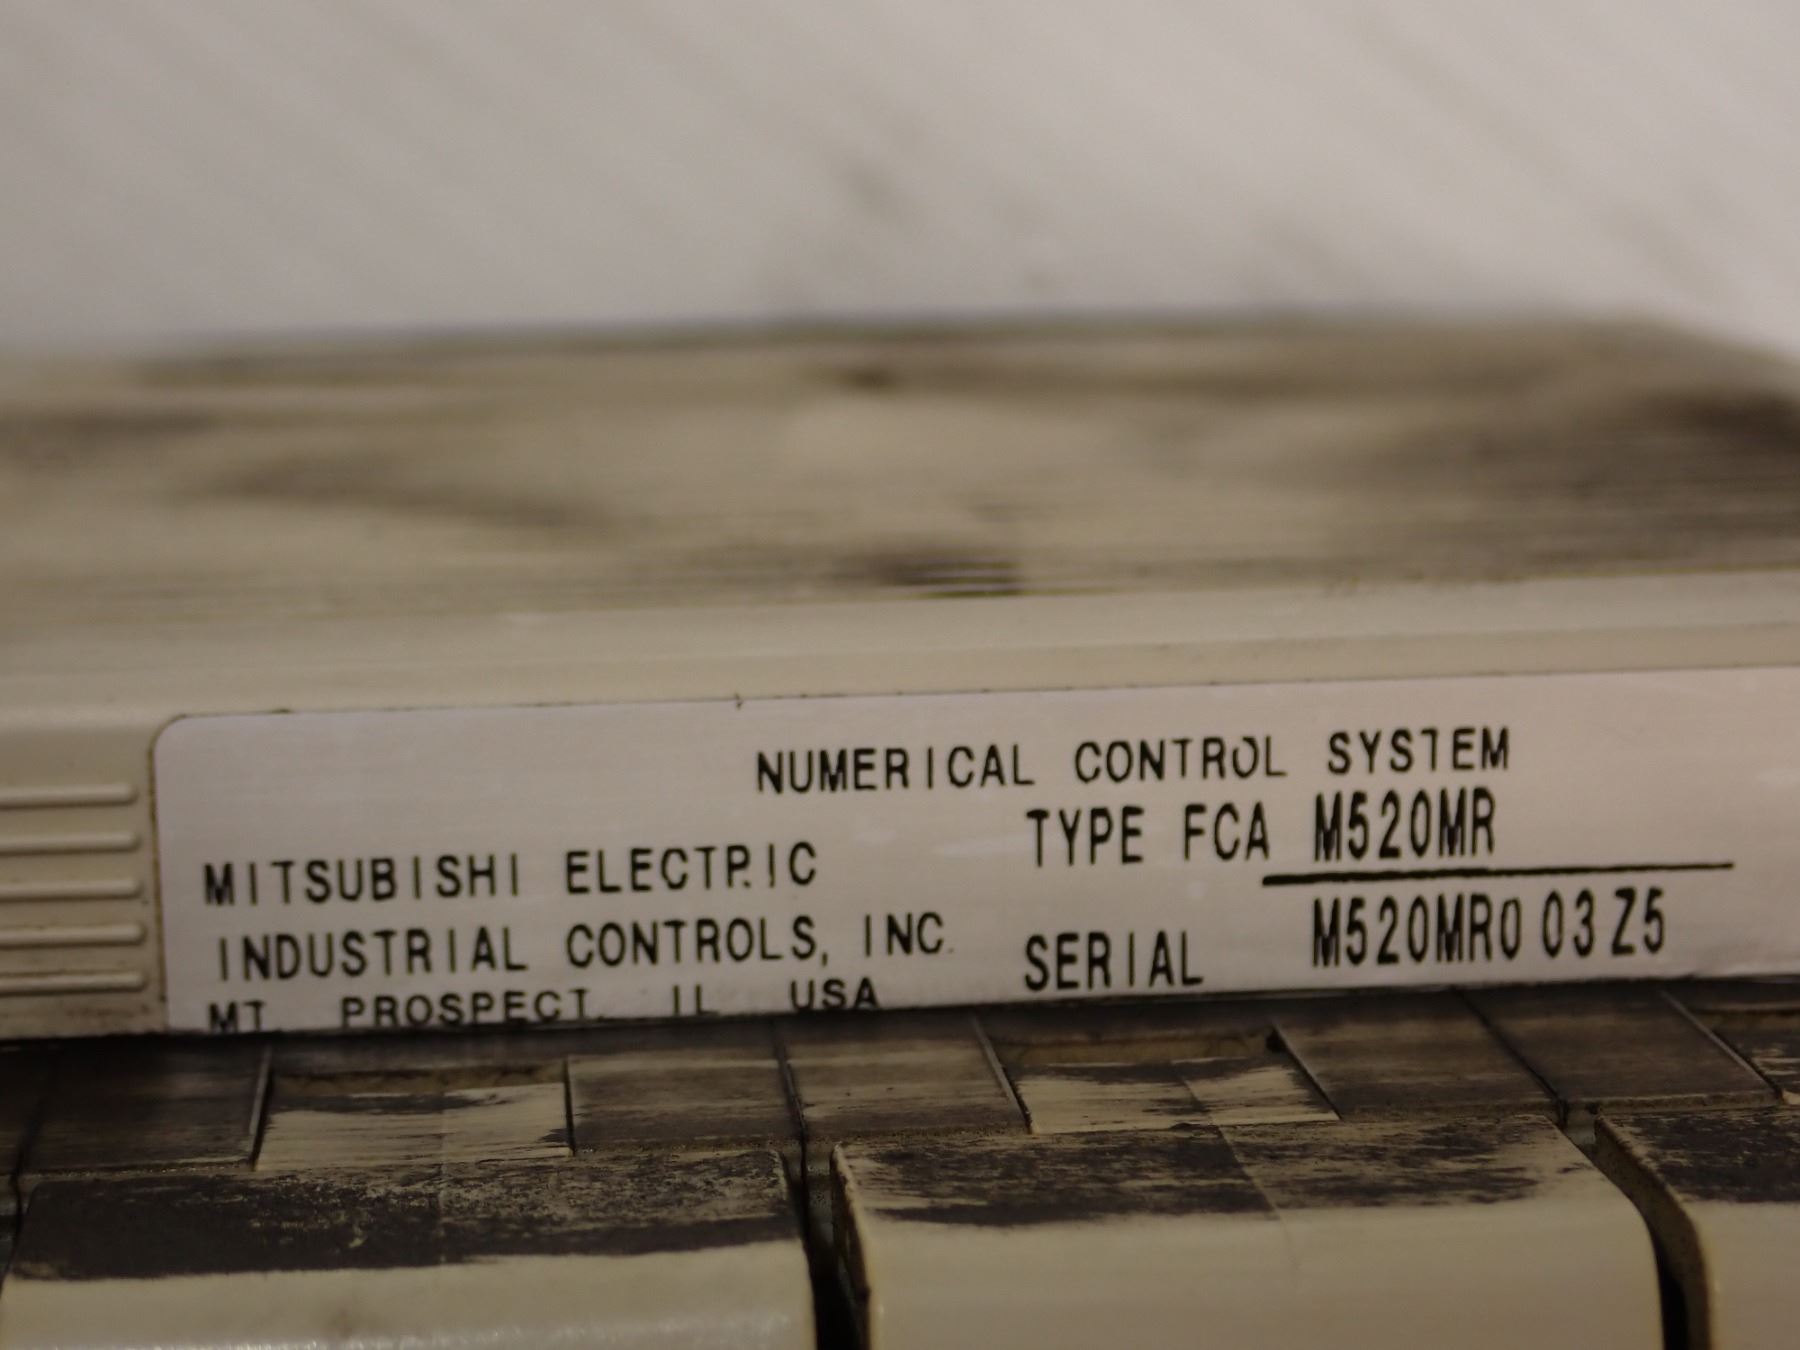 NUMERICAL CONTROL SYSTEM
TYPE FCA M520MR
MITSUBISHI ELECTRIC
INDUSTRIAL CONTROLS, INC.
SERIAL M520MR0 03 Z5
MT. PROSPECT, IL USA